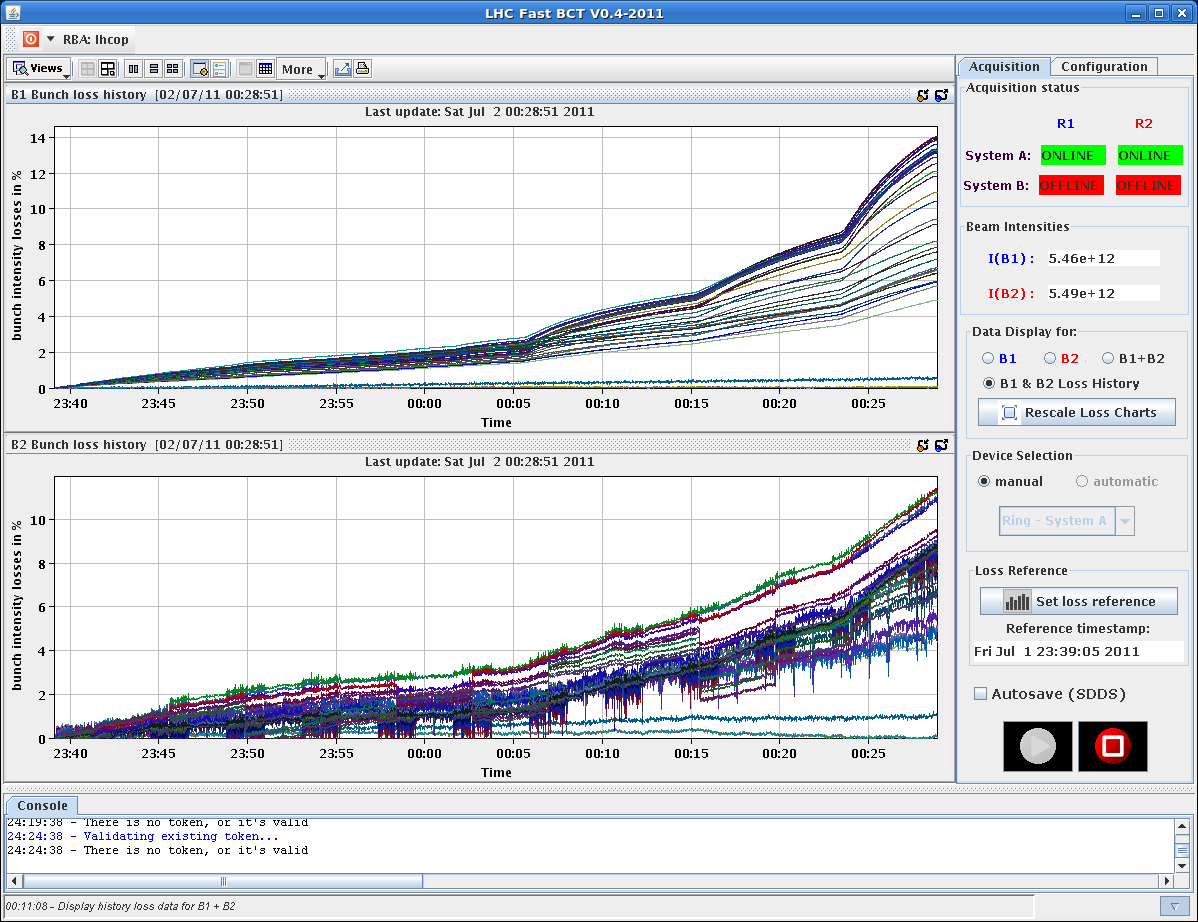 LHC Fast BCT V0.4-2011
RBA: lhcop
Views
More
B1 Bunch loss history [02/07/11 00:28:51]
Last update: Sat Jul 2 00:28:51 2011
bunch intensity losses in %
14
12
10
8
6
4
2
0
23:40 23:45 23:50 23:55 00:00 00:05 00:10 00:15 00:20 00:25
Time
B2 Bunch loss history [02/07/11 00:28:51]
Last update: Sat Jul 2 00:28:51 2011
bunch intensity losses in %
10
8
6
4
2
0
23:40 23:45 23:50 23:55 00:00 00:05 00:10 00:15 00:20 00:25
Time
Acquisition Configuration
Acquisition status
R1 R2
System A: ONLINE ONLINE
System B: OFFLINE OFFLINE
Beam Intensities
I(B1): 5.46e+12
I(B2): 5.49e+12
Data Display for:
B1 B2 B1+B2
B1 & B2 Loss History
Rescale Loss Charts
Device Selection
manual automatic
Ring - System A
Loss Reference
Set loss reference
Reference timestamp:
Fri Jul 1 23:39:05 2011
Autosave (SDDS)
Console
24:19:38 - There is no token, or it's valid
24:24:38 - Validating existing token...
24:24:38 - There is no token, or it's valid
00:11:08 - Display history loss data for B1 + B2